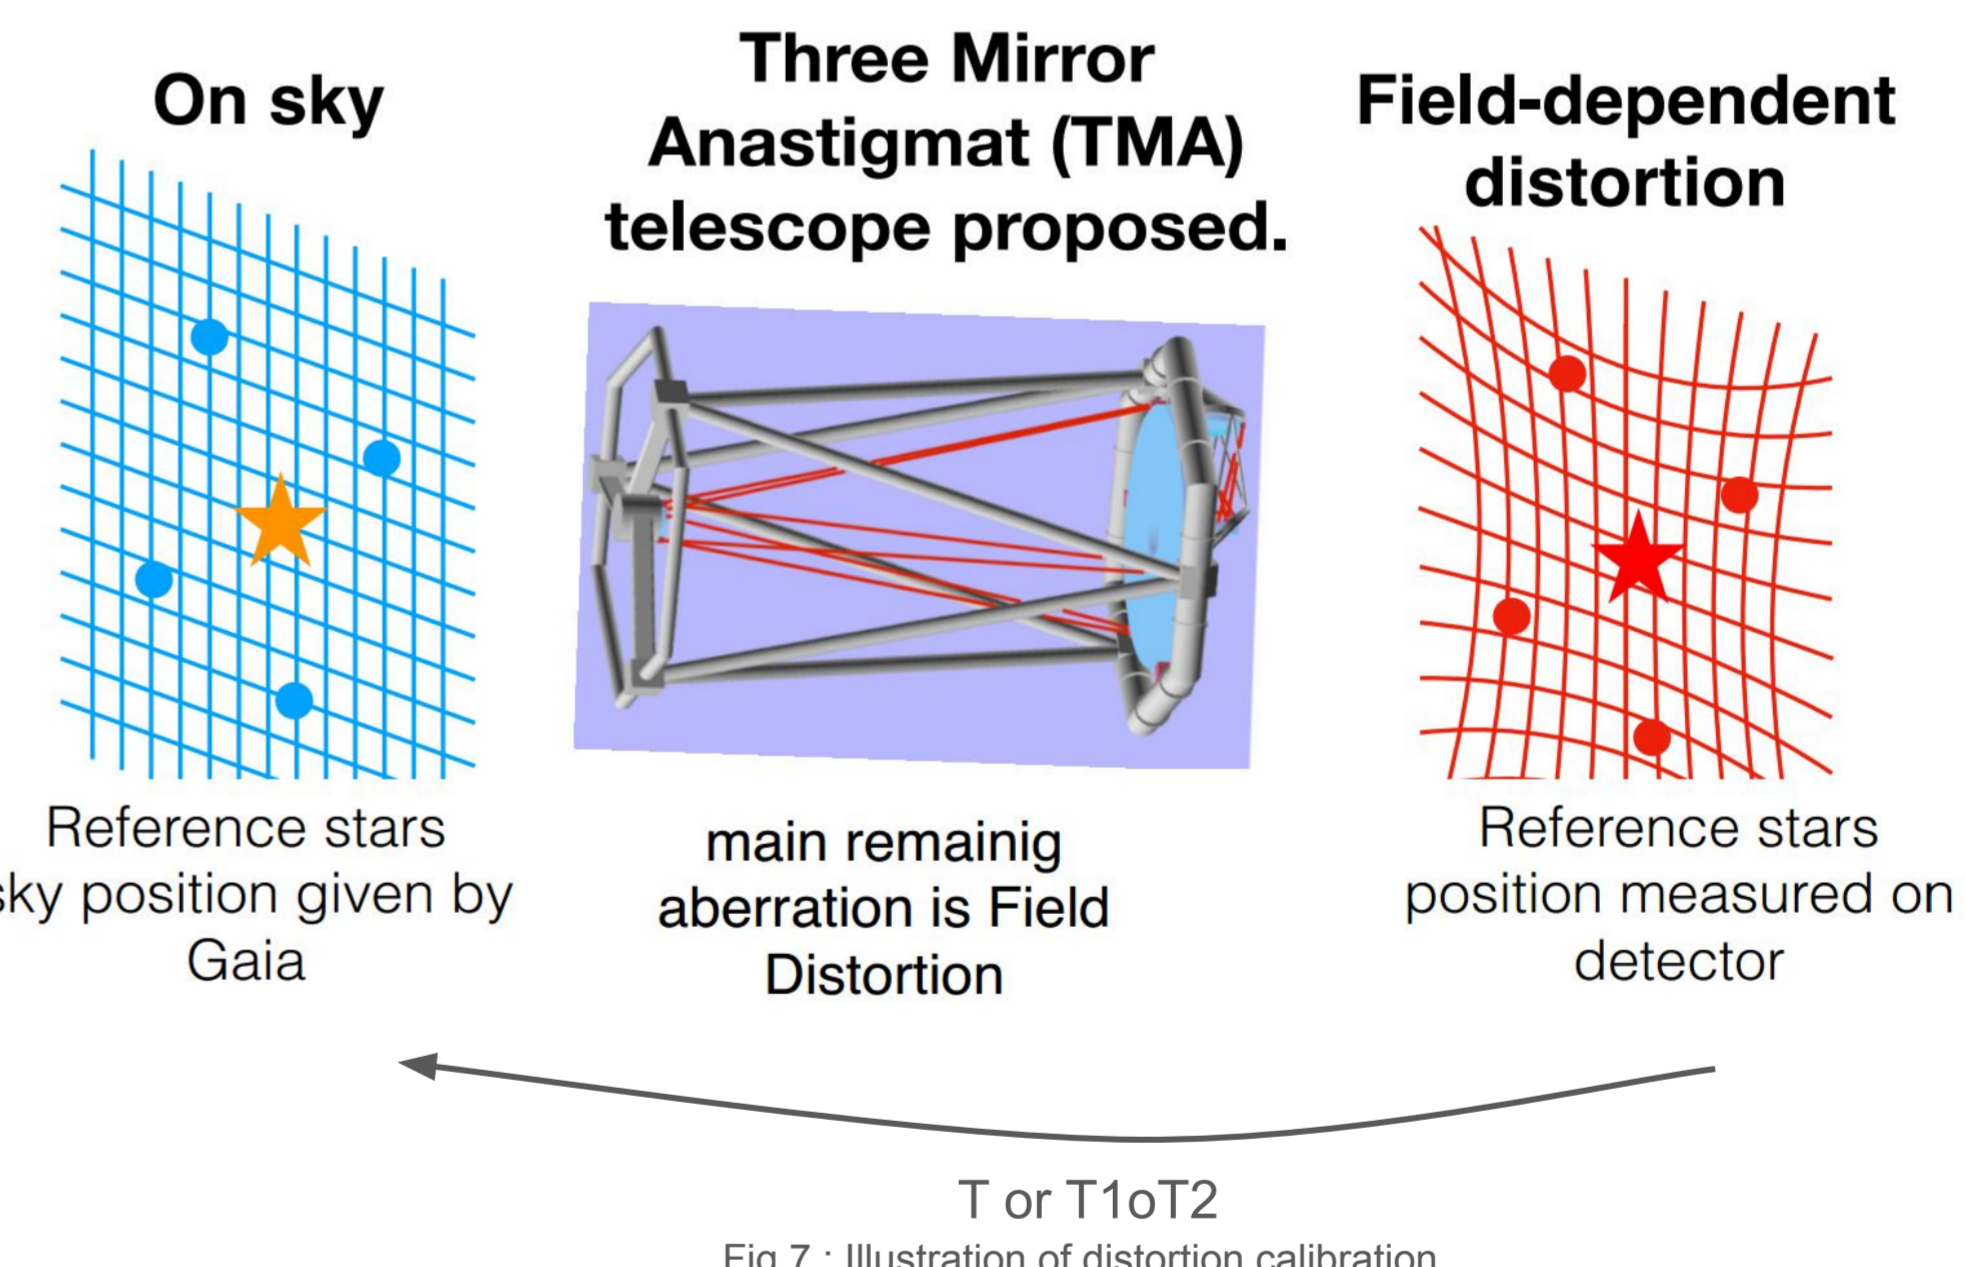 On sky
Three Mirror
Anastigmat (TMA)
telescope proposed.
Field-dependent
distortion
Reference stars
sky position given by
Gaia
main remainig
aberration is Field
Distortion
Reference stars
position measured on
detector
T or T1oT2
Fig 7 : Illustration of distortion calibration